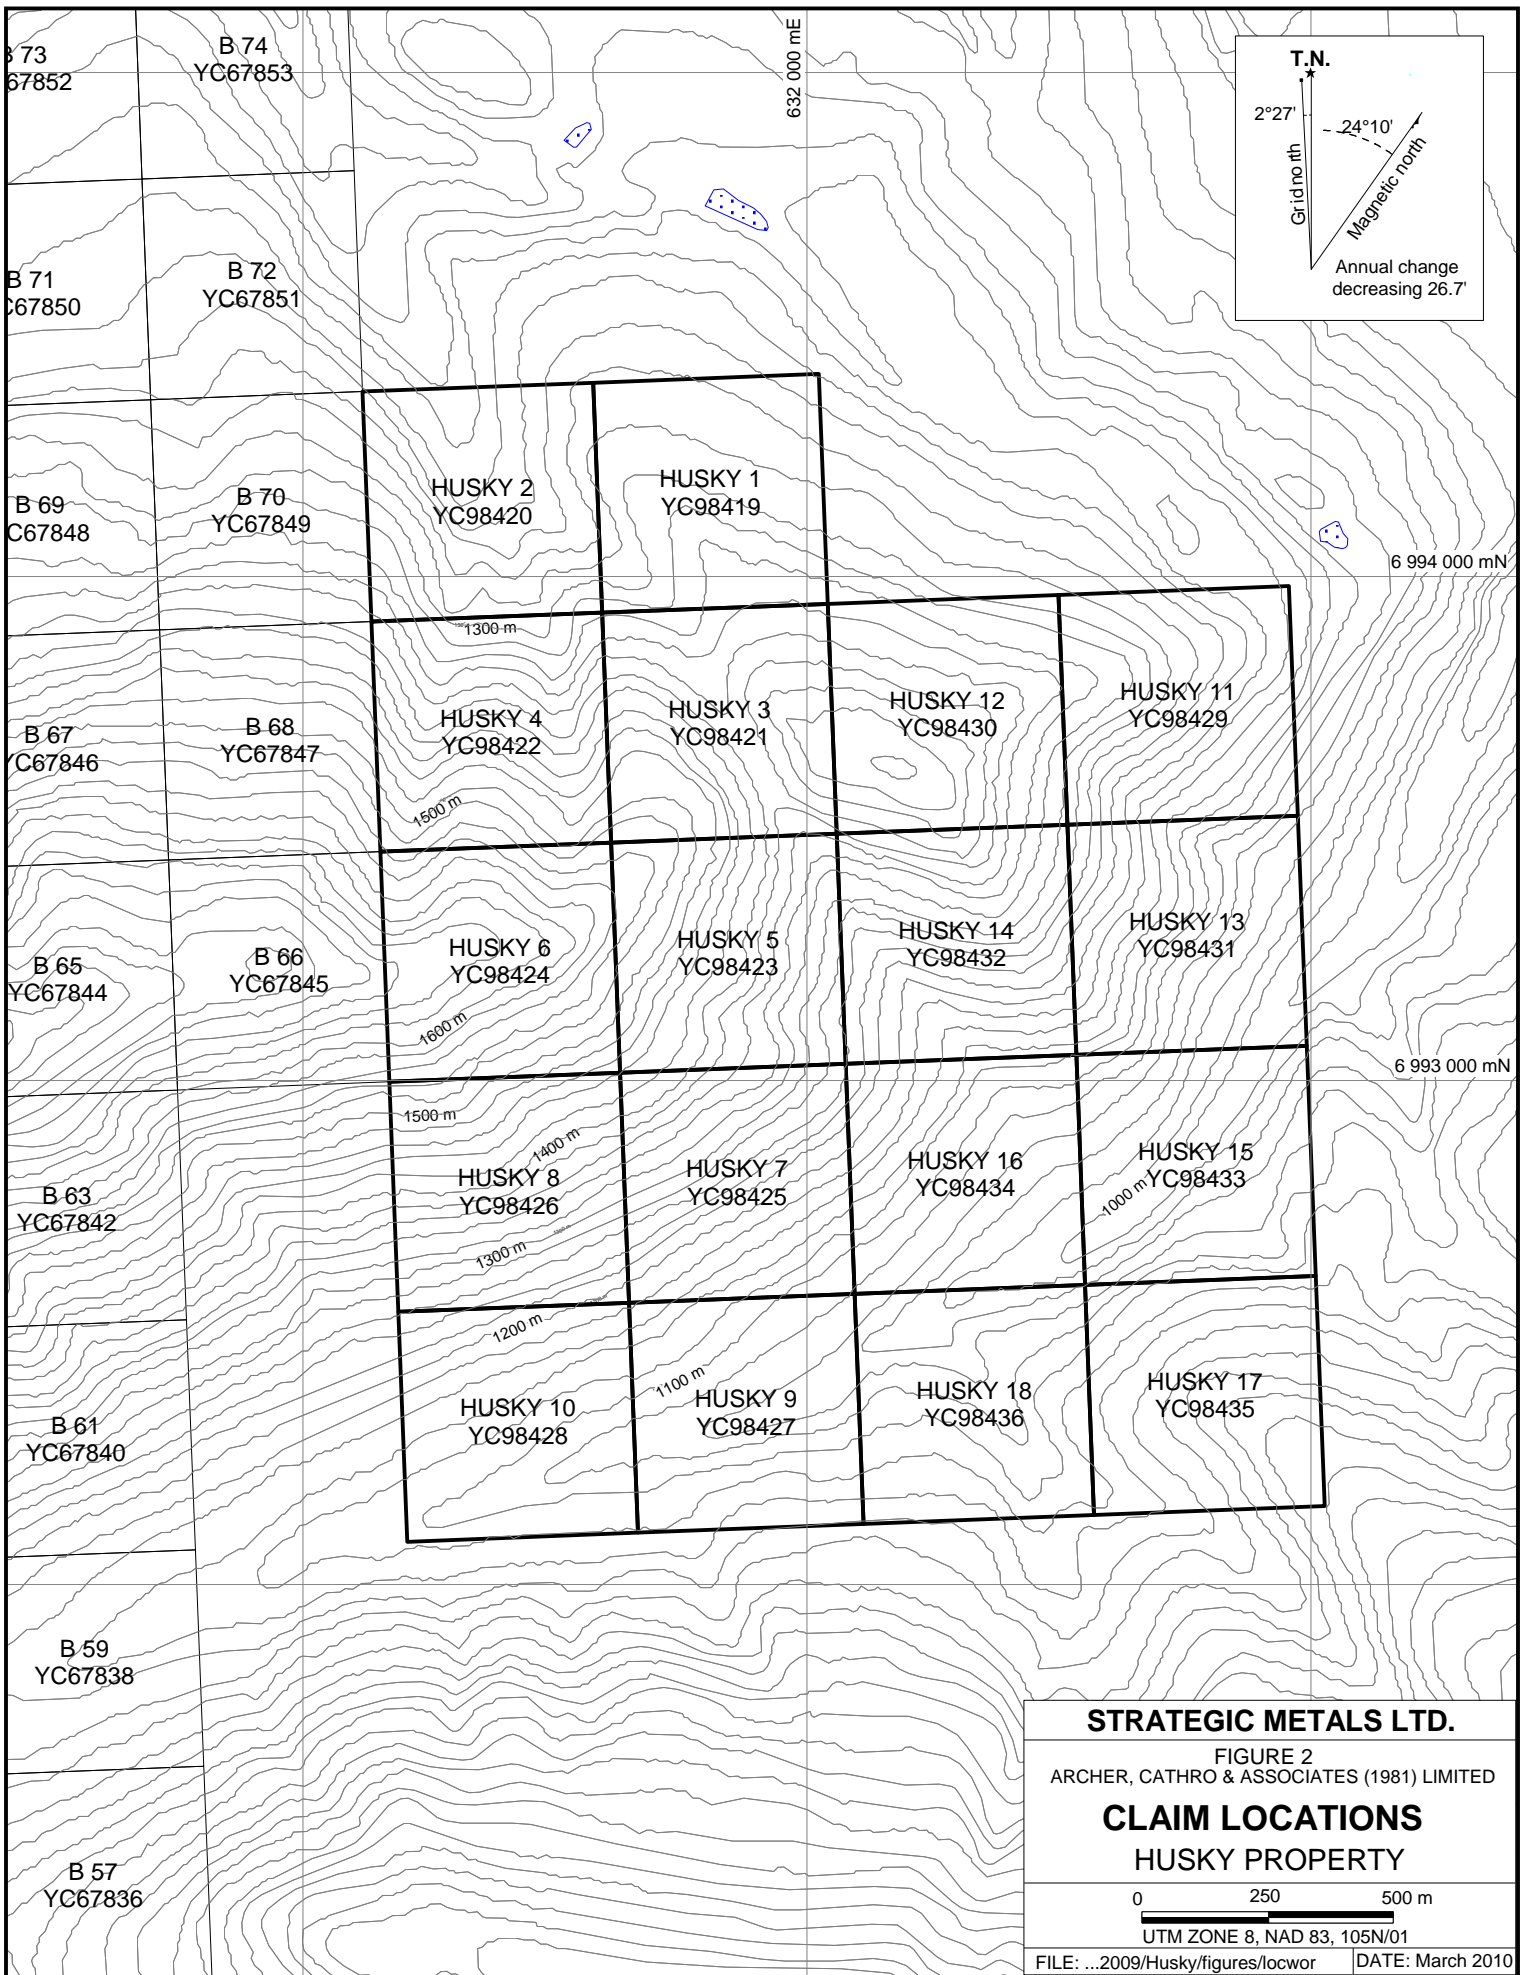 B 74
YC67853
73
67852
632 000 mE
T.N.
2°27'
24°10'
Grid north
Magnetic north
Annual change
decreasing 26.7'
B 72
YC67851
B 71
C67850
HUSKY 2
YC98420
HUSKY 1
YC98419
B 70
YC67849
B 69
C67848
6 994 000 mN
1300 m
HUSKY 4
YC98422
HUSKY 3
YC98421
HUSKY 12
YC98430
HUSKY 11
YC98429
B 68
YC67847
B 67
YC67846
1500 m
HUSKY 6
YC98424
HUSKY 5
YC98423
HUSKY 14
YC98432
HUSKY 13
YC98431
B 66
YC67845
B 65
YC67844
1600 m
6 993 000 mN
1500 m
1400 m
HUSKY 8
YC98426
HUSKY 7
YC98425
HUSKY 16
YC98434
HUSKY 15
YC98433
1000 m
B 63
YC67842
1300 m
1200 m
1100 m
HUSKY 10
YC98428
HUSKY 9
YC98427
HUSKY 18
YC98436
HUSKY 17
YC98435
B 61
YC67840
B 59
YC67838
B 57
YC67836
STRATEGIC METALS LTD.
FIGURE 2
ARCHER, CATHRO & ASSOCIATES (1981) LIMITED
CLAIM LOCATIONS
HUSKY PROPERTY
0 250 500 m
UTM ZONE 8, NAD 83, 105N/01
FILE: ...2009/Husky/figures/locwor
DATE: March 2010